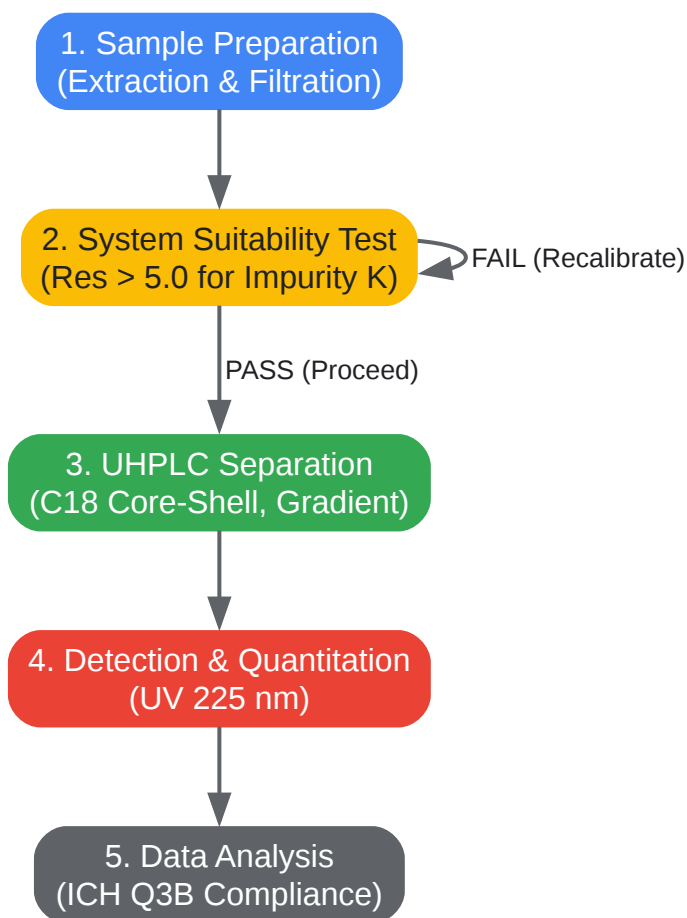 1. Sample Preparation
(Extraction & Filtration)
2. System Suitability Test
(Res > 5.0 for Impurity K)
FAIL (Recalibrate)
PASS (Proceed)
3. UHPLC Separation
(C18 Core-Shell, Gradient)
4. Detection & Quantitation
(UV 225 nm)
5. Data Analysis
(ICH Q3B Compliance)